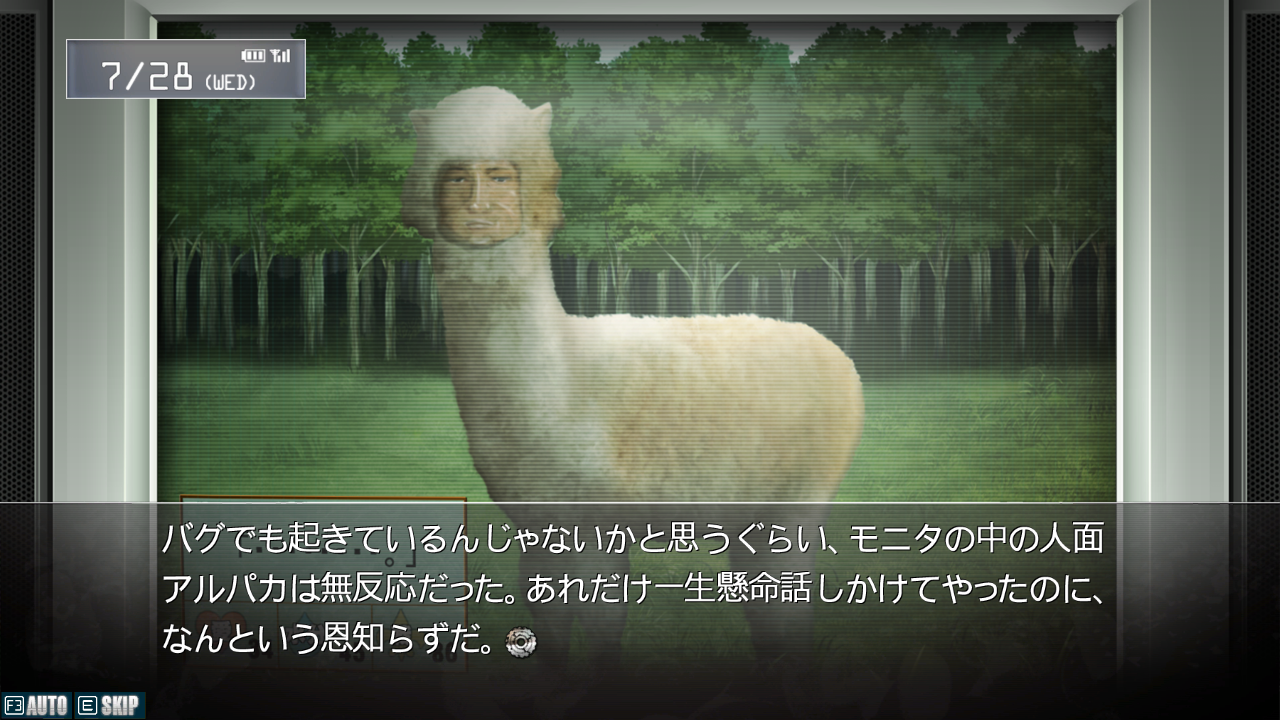 7/28 (WED)
バグでも起きているんじゃないかと思うぐらい、モニタの中の人面
アルパカは無反応だった。あれだけ一生懸命話しかけてやったのに、
なんという恩知らずだ。
F3 AUTO E SKIP